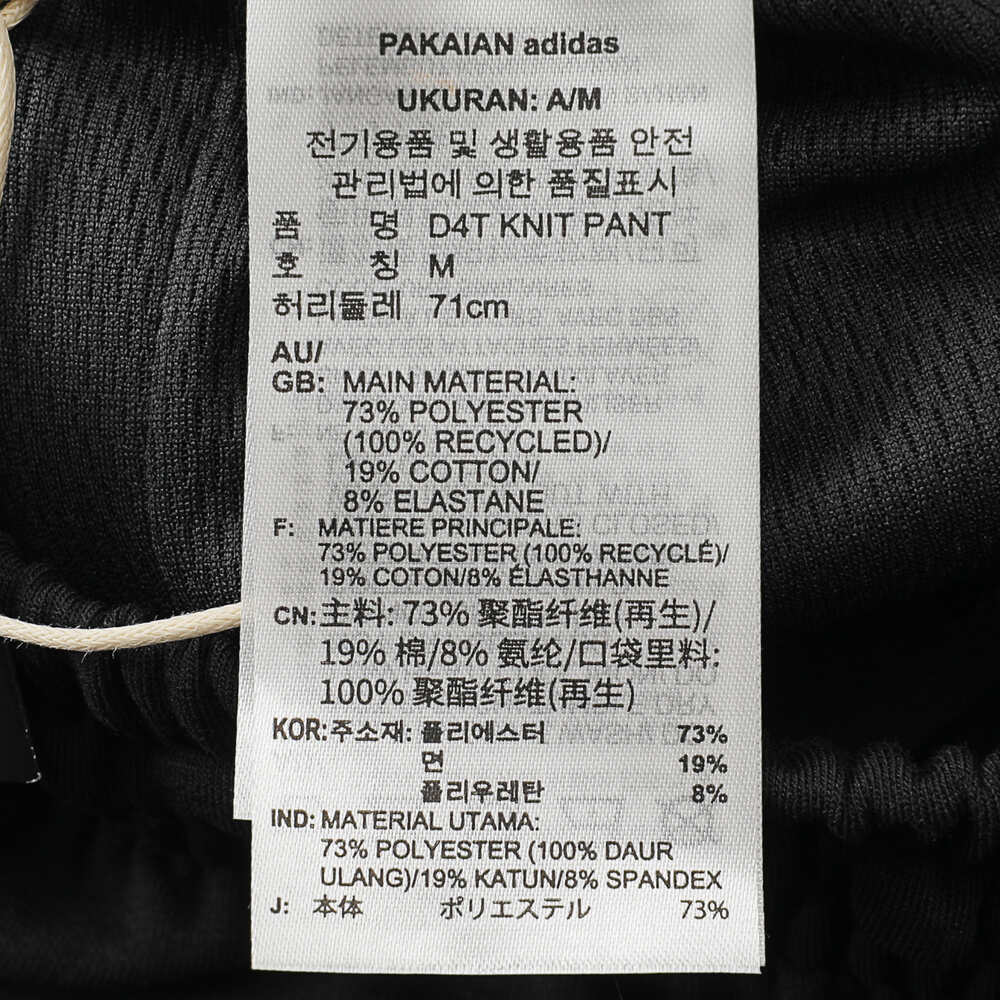 PAKAIAN adidas
UKURAN: A/M
전기용품 및 생활용품 안전
관리법에 의한 품질표시
품 명 D4T KNIT PANT
호 칭 M
허리둘레 71cm
AU/
GB: MAIN MATERIAL:
73% POLYESTER
(100% RECYCLED)/
19% COTTON/
8% ELASTANE
F: MATIERE PRINCIPALE:
73% POLYESTER (100% RECYCLÉ)/
19% COTON/8% ÉLASTHANNE
CN: 主料: 73% 聚酯纤维(再生)/
19% 棉/8% 氨纶/口袋里料:
100% 聚酯纤维(再生)
KOR: 주소재: 폴리에스터 73%
면 19%
폴리우레탄 8%
IND: MATERIAL UTAMA:
73% POLYESTER (100% DAUR
ULANG)/19% KATUN/8% SPANDEX
J: 本体 ポリエステル 73%